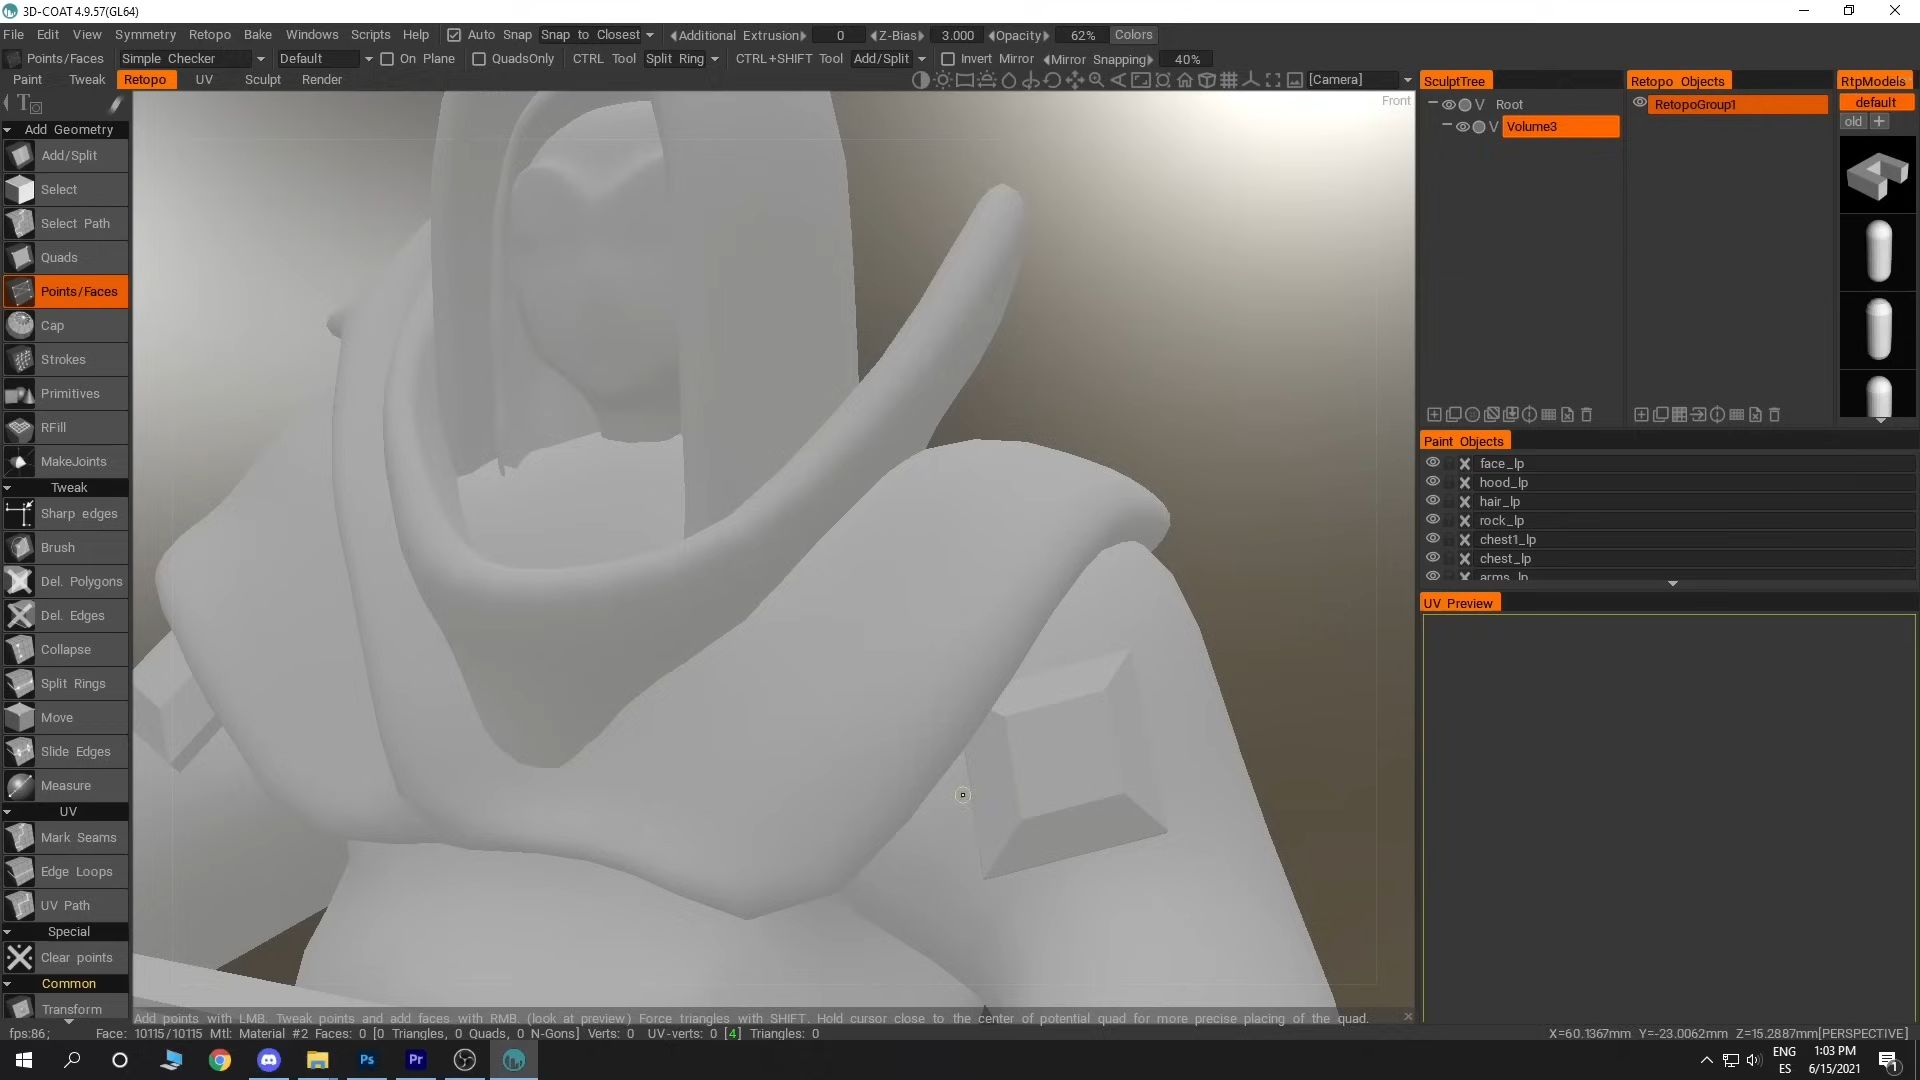 3D-COAT 4.9.57(GL64)
File Edit View Symmetry Retopo Bake Windows Scripts Help Auto Snap Snap to Closest Additional Extrusion 0 Z-Bias 3.000 Opacity 62% Colors
Points/Faces Simple Checker Default On Plane QuadsOnly CTRL Tool Split Ring CTRL+SHIFT Tool Add/Split Invert Mirror Mirror Snapping 40%
Paint Tweak Retopo UV Sculpt Render [Camera] SculptTree Retopo Objects RtpModels
Front
Root
Volume3
RetopoGroup1
default
old +
Add Geometry
Add/Split
Select
Select Path
Quads
Points/Faces
Cap
Strokes
Primitives
RFill
MakeJoints
Tweak
Sharp edges
Brush
Del. Polygons
Del. Edges
Collapse
Split Rings
Move
Slide Edges
Measure
UV
Mark Seams
Edge Loops
UV Path
Special
Clear points
Common
Transform
Paint Objects
face_lp
hood_lp
hair_lp
rock_lp
chest1_lp
chest_lp
arms_lp
UV Preview
Add points with LMB. Tweak points and add faces with RMB. (look at preview) Force triangles with SHIFT. Hold cursor close to the center of potential quad for more precise placing of the quad.
fps:86; Face: 10115/10115 Mtl: Material #2 Faces: 0 [0 Triangles, 0 Quads, 0 N-Gons] Verts: 0 UV-verts: 0 [4] Triangles: 0 X=60.1367mm Y=-23.0062mm Z=15.2887mm[PERSPECTIVE]
Ps Pr
ENG
ES
1:03 PM
6/15/2021
1